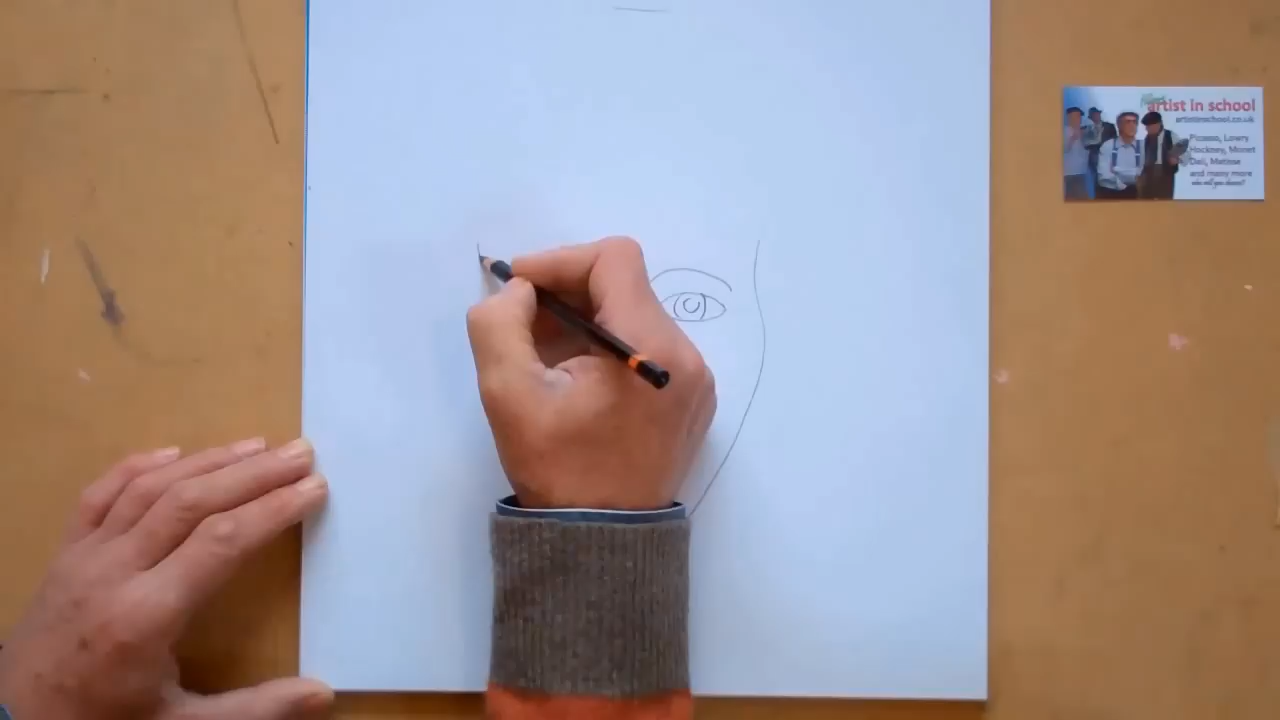 artist in school
artistinschool.co.uk
Picasso, Lowry
Hockney, Monet
Dali, Matisse
and many more
who will you choose?